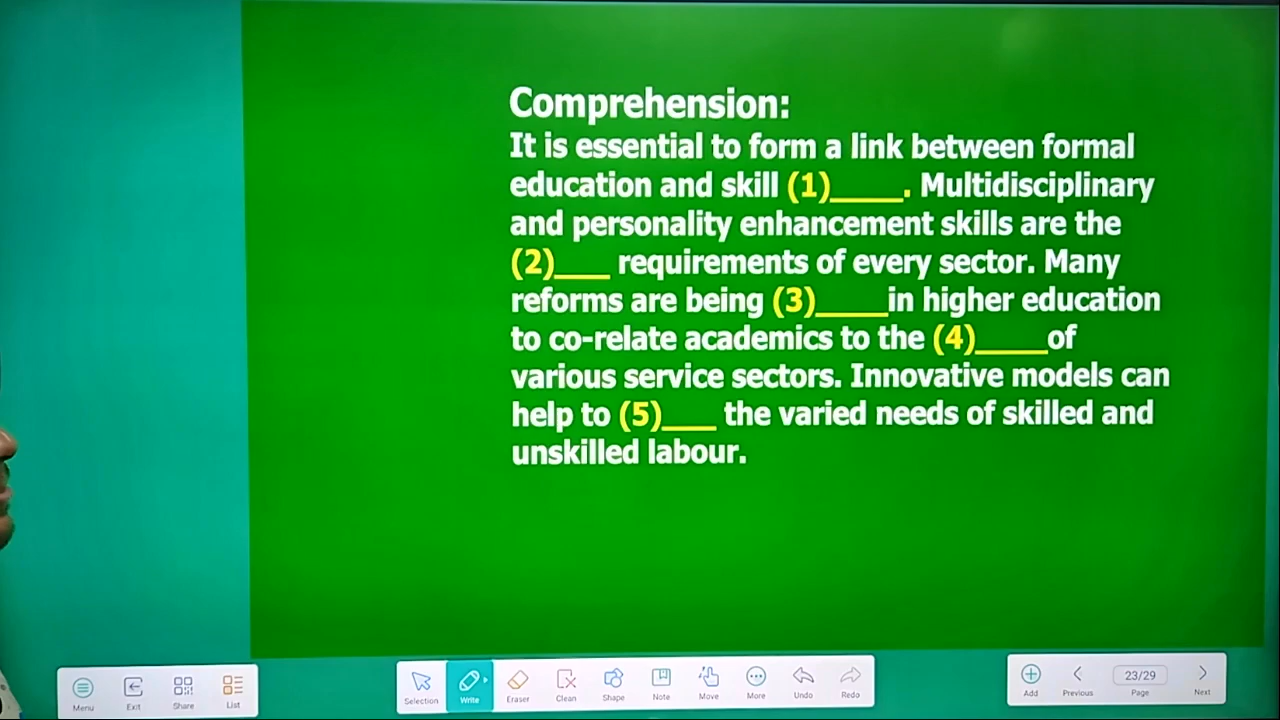 Comprehension:
It is essential to form a link between formal
education and skill (1)_____. Multidisciplinary
and personality enhancement skills are the
(2)____ requirements of every sector. Many
reforms are being (3)_____in higher education
to co-relate academics to the (4)_____of
various service sectors. Innovative models can
help to (5)____ the varied needs of skilled and
unskilled labour.
Menu
Exit
Share
List
Selection
Write
Eraser
Clean
Shape
Note
Move
More
Undo
Redo
Add
Previous
23/29
Page
Next